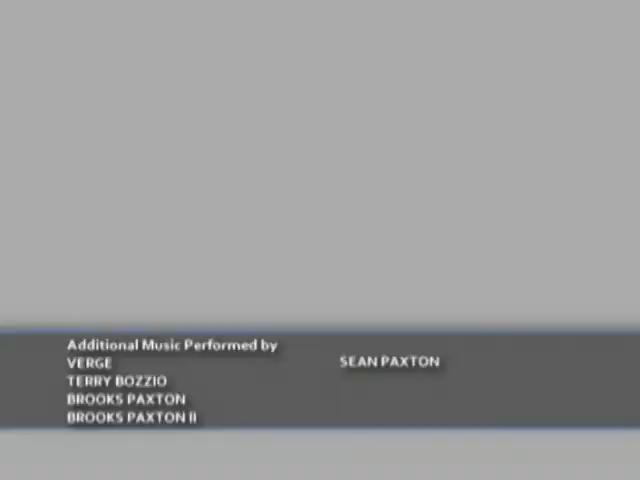 Additional Music Performed by
VERGE
TERRY BOZZIO
BROOKS PAXTON
BROOKS PAXTON II
SEAN PAXTON